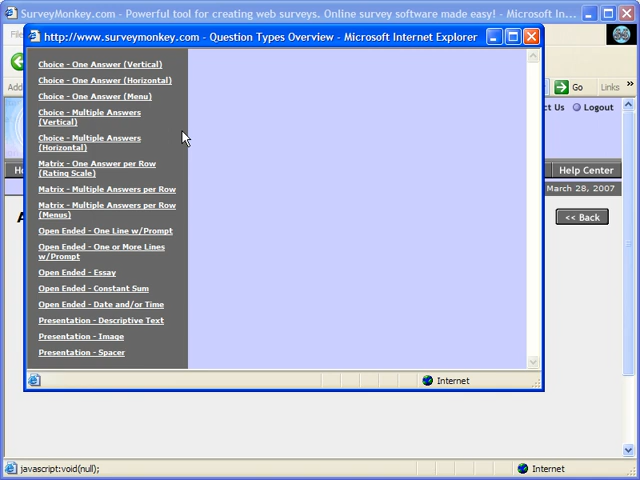 SurveyMonkey.com - Powerful tool for creating web surveys. Online survey software made easy! - Microsoft In...
http://www.surveymonkey.com - Question Types Overview - Microsoft Internet Explorer
Go
Links
»
Choice - One Answer (Vertical)
Choice - One Answer (Horizontal)
Choice - One Answer (Menu)
Choice - Multiple Answers
(Vertical)
Choice - Multiple Answers
(Horizontal)
Matrix - One Answer per Row
(Rating Scale)
Matrix - Multiple Answers per Row
Matrix - Multiple Answers per Row
(Menus)
Open Ended - One Line w/Prompt
Open Ended - One or More Lines
w/Prompt
Open Ended - Essay
Open Ended - Constant Sum
Open Ended - Date and/or Time
Presentation - Descriptive Text
Presentation - Image
Presentation - Spacer
Internet
ct Us
Logout
Help Center
March 28, 2007
<< Back
javascript:void(null);
Internet